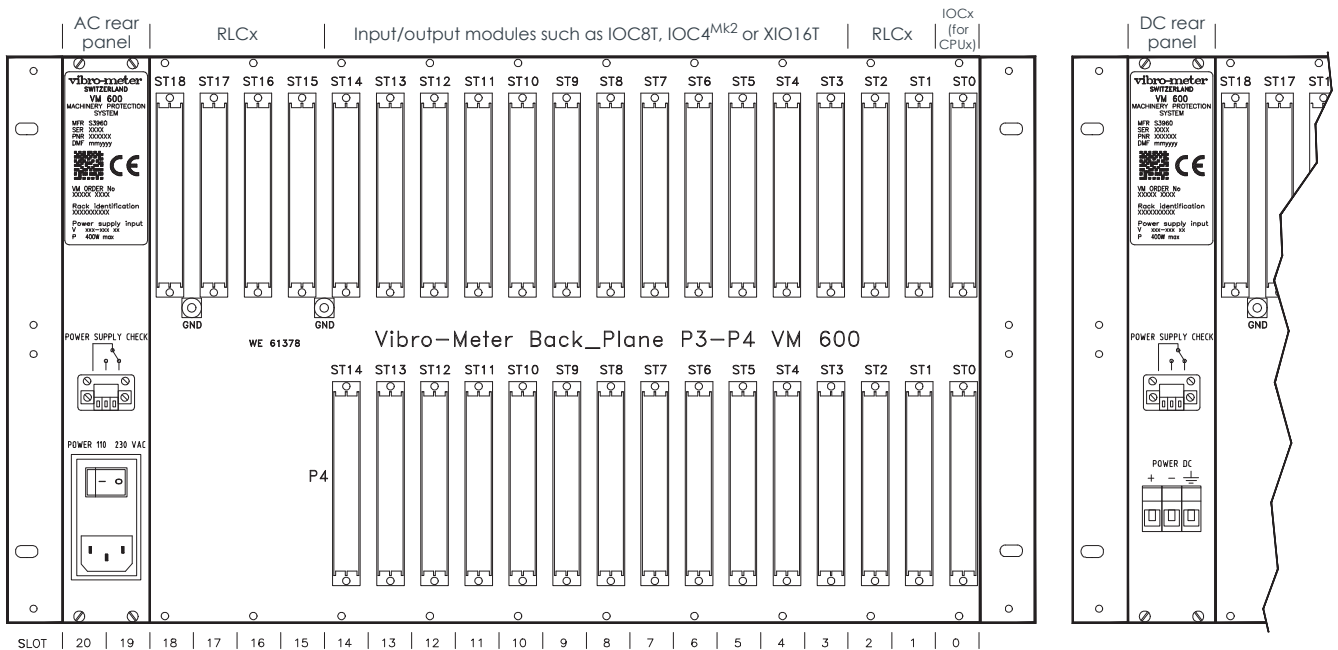 AC rear panel
RLCx
Input/output modules such as IOC8T, IOC4Mk2 or XIO16T
RLCx
IOCx (for CPUx)
DC rear panel
vibro-meter
SWITZERLAND
VM 600
MACHINERY PROTECTION
SYSTEM
MFR S3960
SER XXXX
PNR XXXXXX
DMF mmyyyy
CE
VM ORDER No
XXXXX XXXX
Rack identification
XXXXXXXXXX
Power supply input
V xxx-xxx xx
P 400W max
ST18 ST17 ST16 ST15 ST14 ST13 ST12 ST11 ST10 ST9 ST8 ST7 ST6 ST5 ST4 ST3 ST2 ST1 ST0
GND
GND
POWER SUPPLY CHECK
WE 61378
Vibro-Meter Back_Plane P3-P4 VM 600
ST14 ST13 ST12 ST11 ST10 ST9 ST8 ST7 ST6 ST5 ST4 ST3 ST2 ST1 ST0
POWER 110 230 VAC
P4
SLOT 20 19 18 17 16 15 14 13 12 11 10 9 8 7 6 5 4 3 2 1 0
vibro-meter
SWITZERLAND
VM 600
MACHINERY PROTECTION
SYSTEM
MFR S3960
SER XXXX
PNR XXXXXX
DMF mmyyyy
CE
VM ORDER No
XXXXX XXXX
Rack identification
XXXXXXXXXX
Power supply input
V xxx-xxx xx
P 400W max
ST18 ST17 ST1
GND
POWER SUPPLY CHECK
POWER DC
+ -